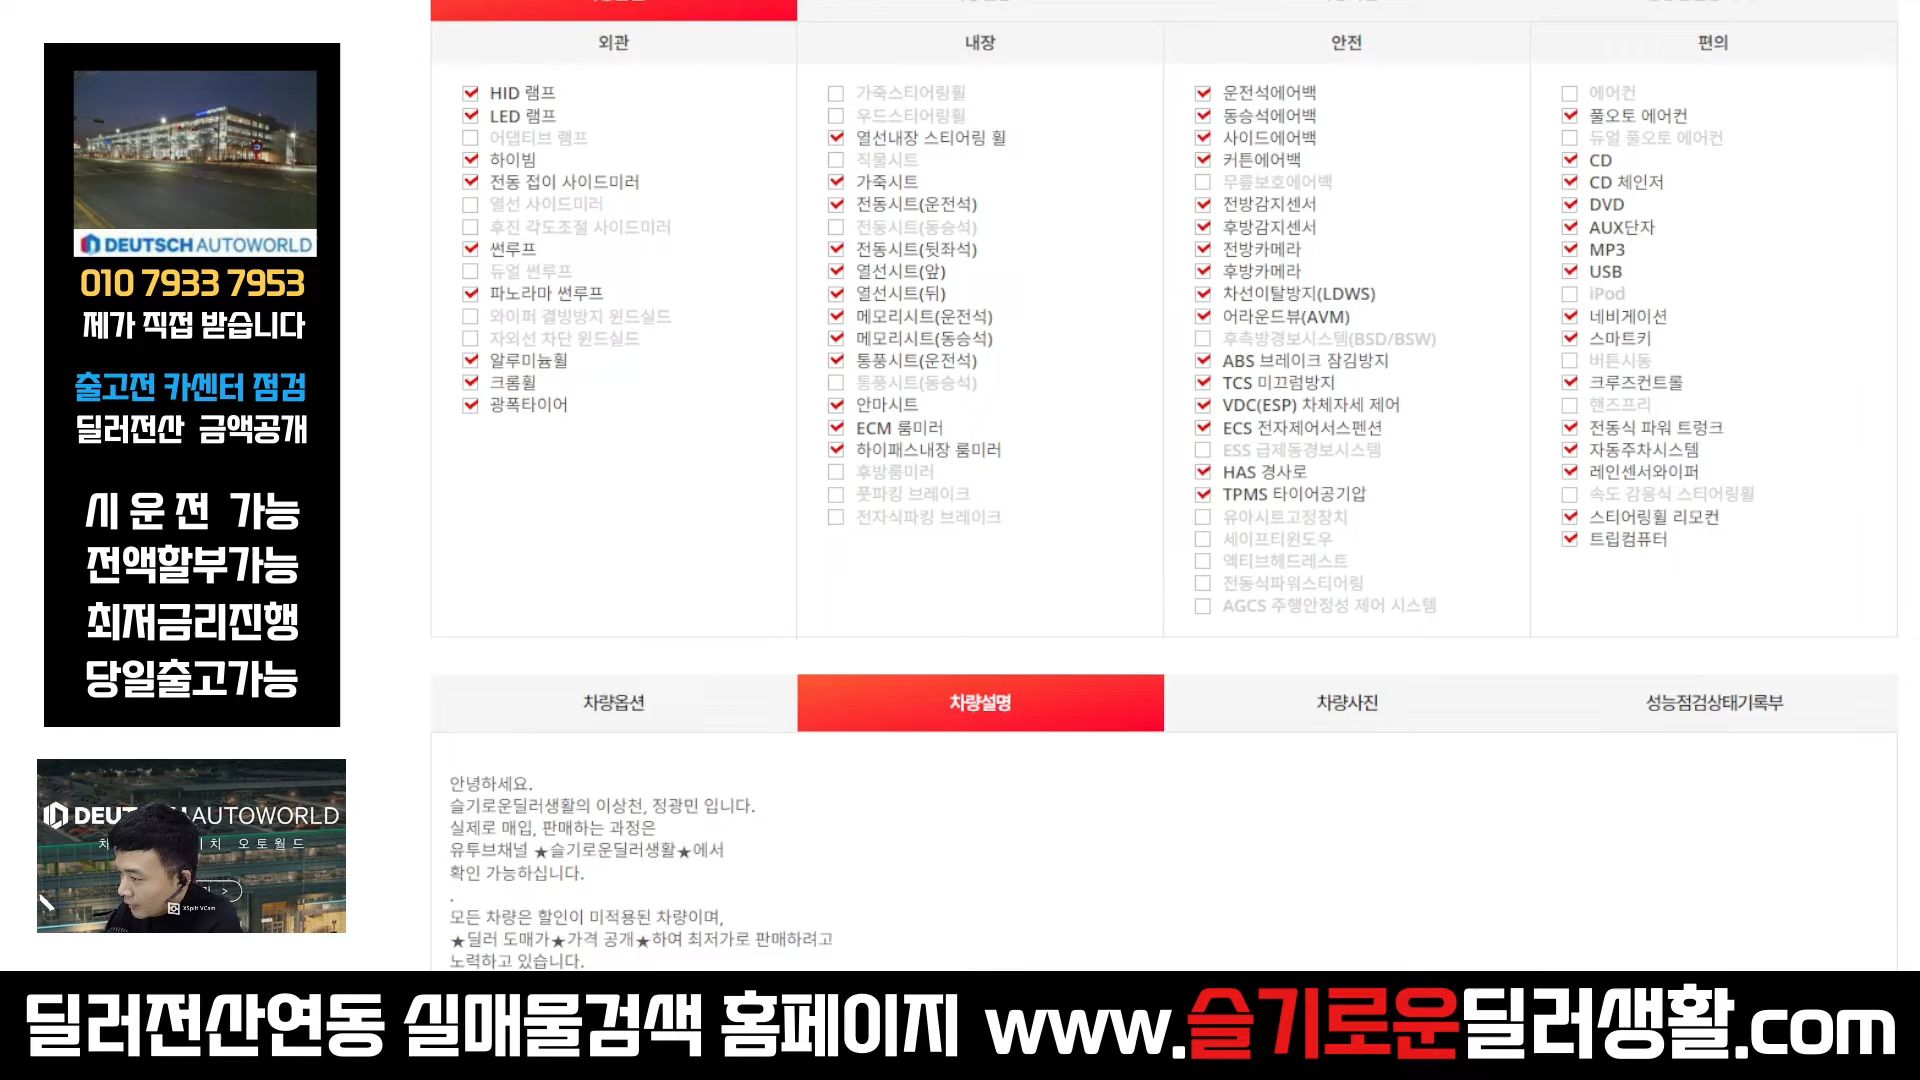 DEUTSCH AUTOWORLD
010 7933 7953
제가 직접 받습니다
출고전 카센터 점검
딜러전산 금액공개
시 운 전 가능
전액할부가능
최저금리진행
당일출고가능
외관
HID 램프
LED 램프
어댑티브 램프
하이빔
전동 접이 사이드미러
열선 사이드미러
후진 각도조절 사이드미러
썬루프
듀얼 썬루프
파노라마 썬루프
와이퍼 결빙방지 윈드실드
자외선 차단 윈드실드
알루미늄휠
크롬휠
광폭타이어
내장
가죽스티어링휠
우드스티어링휠
열선내장 스티어링 휠
직물시트
가죽시트
전동시트(운전석)
전동시트(동승석)
전동시트(뒷좌석)
열선시트(앞)
열선시트(뒤)
메모리시트(운전석)
메모리시트(동승석)
통풍시트(운전석)
통풍시트(동승석)
안마시트
ECM 룸미러
하이패스내장 룸미러
후방룸미러
풋파킹 브레이크
전자식파킹 브레이크
안전
운전석에어백
동승석에어백
사이드에어백
커튼에어백
무릎보호에어백
전방감지센서
후방감지센서
전방카메라
후방카메라
차선이탈방지(LDWS)
어라운드뷰(AVM)
후측방경보시스템(BSD/BSW)
ABS 브레이크 잠김방지
TCS 미끄럼방지
VDC(ESP) 차체자세 제어
ECS 전자제어서스펜션
ESS 급제동경보시스템
HAS 경사로
TPMS 타이어공기압
유아시트고정장치
세이프티윈도우
액티브헤드레스트
전동식파워스티어링
AGCS 주행안정성 제어 시스템
편의
에어컨
풀오토 에어컨
듀얼 풀오토 에어컨
CD
CD 체인저
DVD
AUX단자
MP3
USB
iPod
네비게이션
스마트키
버튼시동
크루즈컨트롤
핸즈프리
전동식 파워 트렁크
자동주차시스템
레인센서와이퍼
속도 감응식 스티어링휠
스티어링휠 리모컨
트립컴퓨터
차량옵션
차량설명
차량사진
성능점검상태기록부
안녕하세요.
슬기로운딜러생활의 이상천, 정광민 입니다.
실제로 매입, 판매하는 과정은
유투브채널 ★슬기로운딜러생활★에서
확인 가능하십니다.
.
모든 차량은 할인이 미적용된 차량이며,
★딜러 도매가★가격 공개★하여 최저가로 판매하려고
노력하고 있습니다.
AUTOWORLD
오토월드
XSplit VCam
딜러전산연동 실매물검색 홈페이지 www.슬기로운딜러생활.com